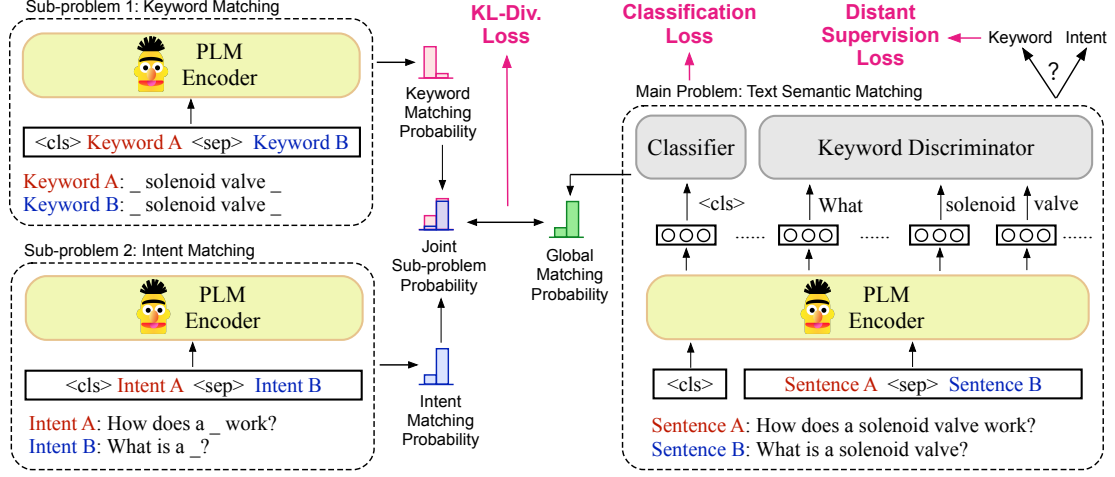 Sub-problem 1: Keyword Matching
PLM
Encoder
<cls> Keyword A <sep> Keyword B
Keyword A: _ solenoid valve _
Keyword B: _ solenoid valve _
Sub-problem 2: Intent Matching
PLM
Encoder
<cls> Intent A <sep> Intent B
Intent A: How does a _ work?
Intent B: What is a _?
KL-Div.
Loss
Keyword
Matching
Probability
Joint
Sub-problem
Probability
Intent
Matching
Probability
Global
Matching
Probability
Classification
Loss
Distant
Supervision
Loss
Keyword
Intent
?
Main Problem: Text Semantic Matching
Classifier
Keyword Discriminator
<cls>
What
solenoid
valve
......
......
......
PLM
Encoder
<cls>
Sentence A <sep> Sentence B
Sentence A: How does a solenoid valve work?
Sentence B: What is a solenoid valve?